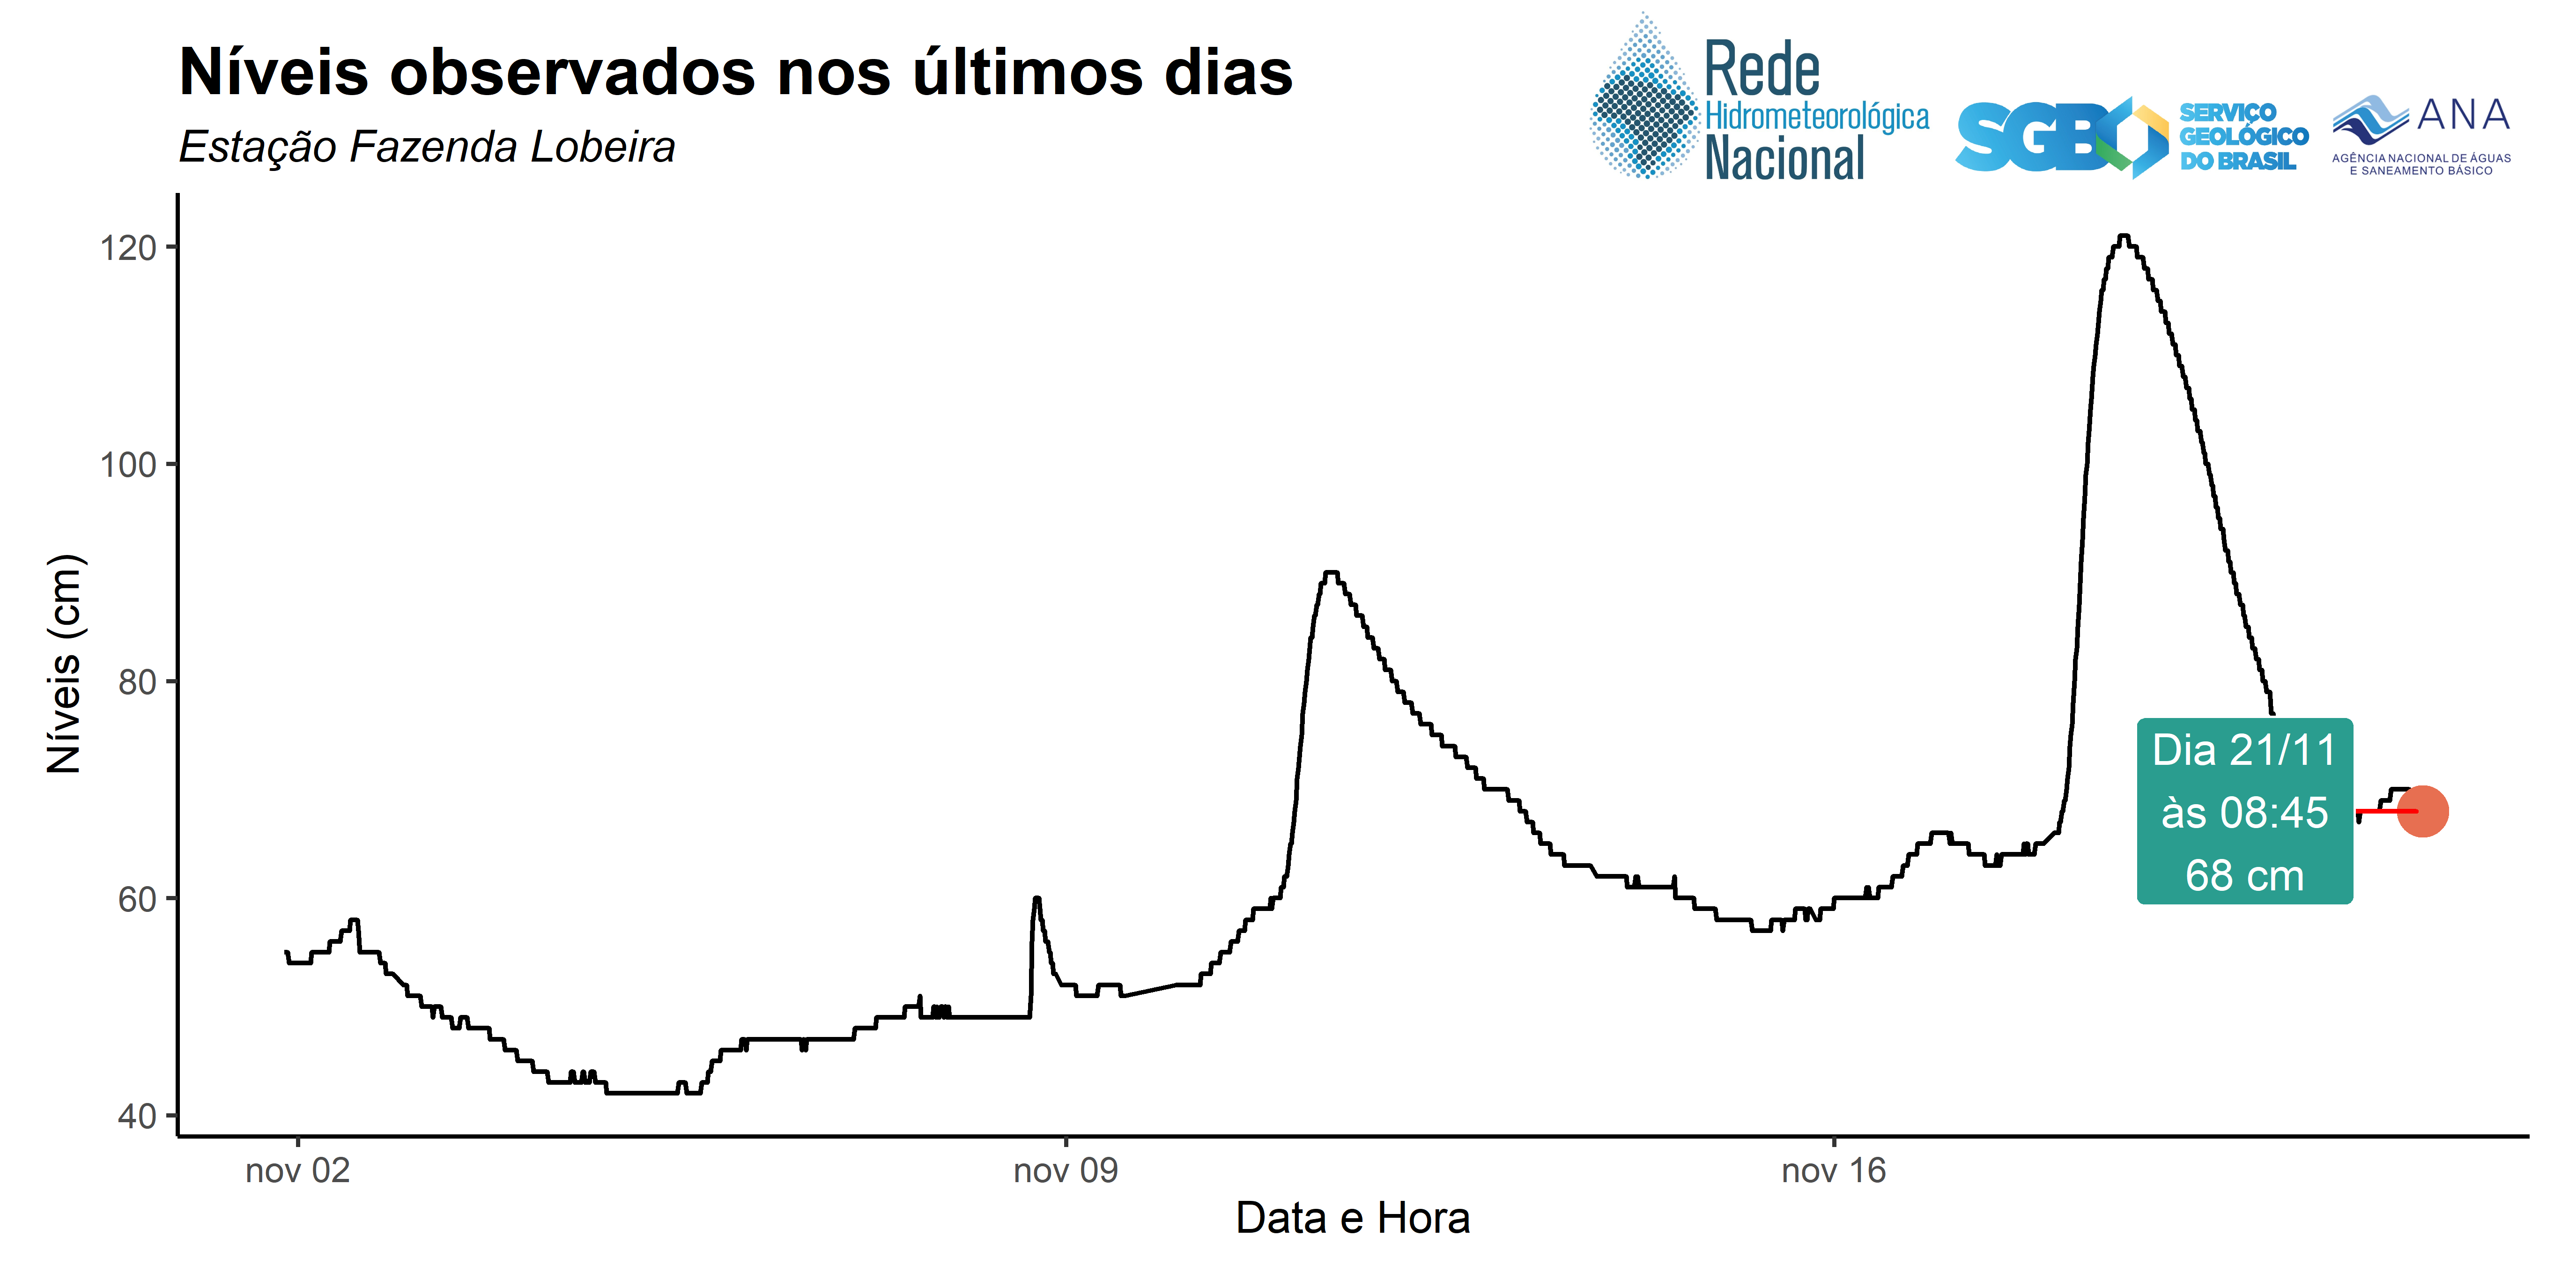 Níveis observados nos últimos dias
Estação Fazenda Lobeira
Rede
Hidrometeorológica
Nacional
SGB
SERVIÇO
GEOLÓGICO
DO BRASIL
ANA
AGÊNCIA NACIONAL DE ÁGUAS
E SANEAMENTO BÁSICO
Níveis (cm)
120
100
80
60
40
Dia 21/11
às 08:45
68 cm
nov 02
nov 09
nov 16
Data e Hora